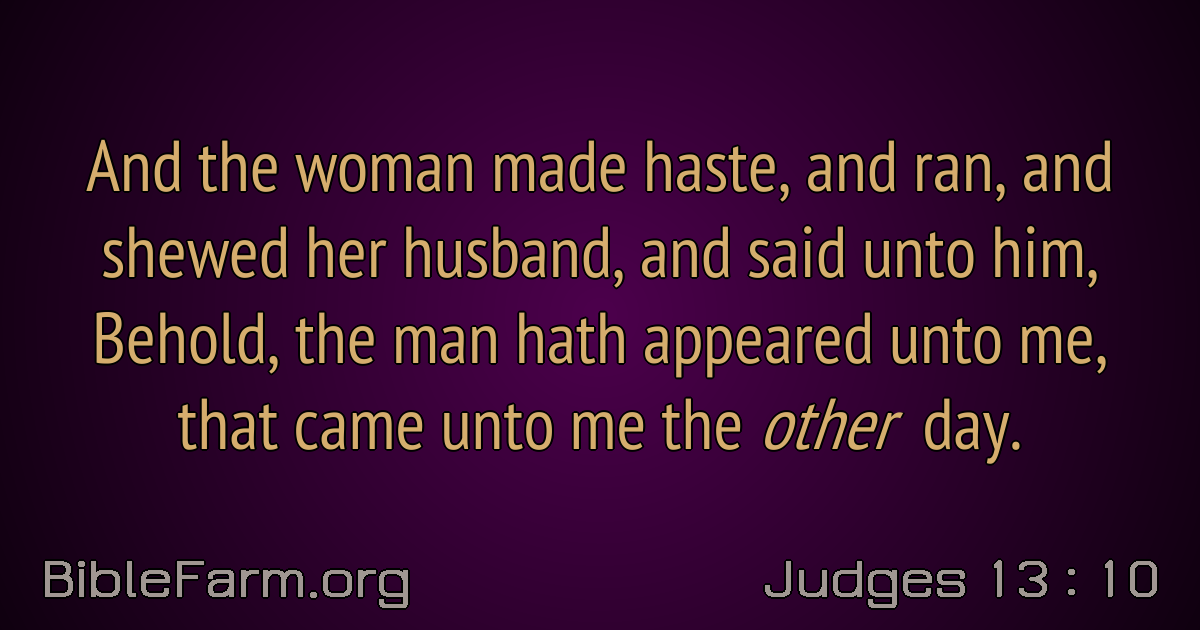 And the woman made haste, and ran, and
shewed her husband, and said unto him,
Behold, the man hath appeared unto me,
that came unto me the other day.
BibleFarm.org
Judges 13 : 10